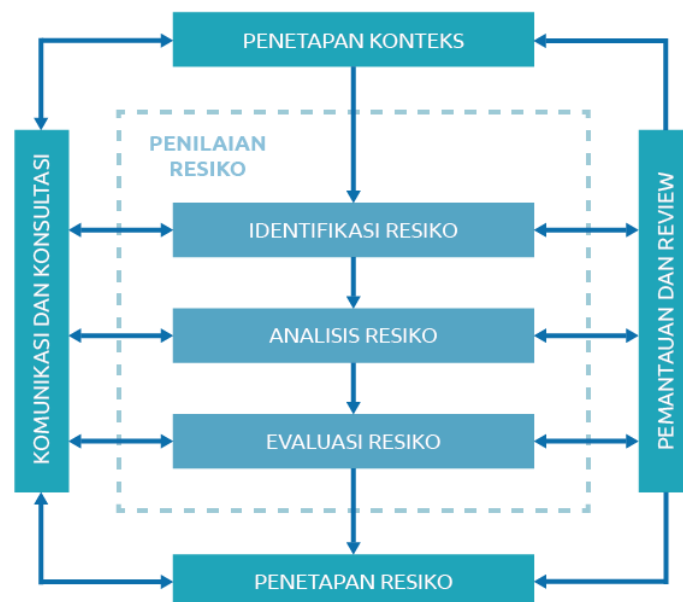 PENETAPAN KONTEKS
PENILAIAN
RESIKO
KOMUNIKASI DAN KONSULTASI
IDENTIFIKASI RESIKO
ANALISIS RESIKO
EVALUASI RESIKO
PEMANTAUAN DAN REVIEW
PENETAPAN RESIKO